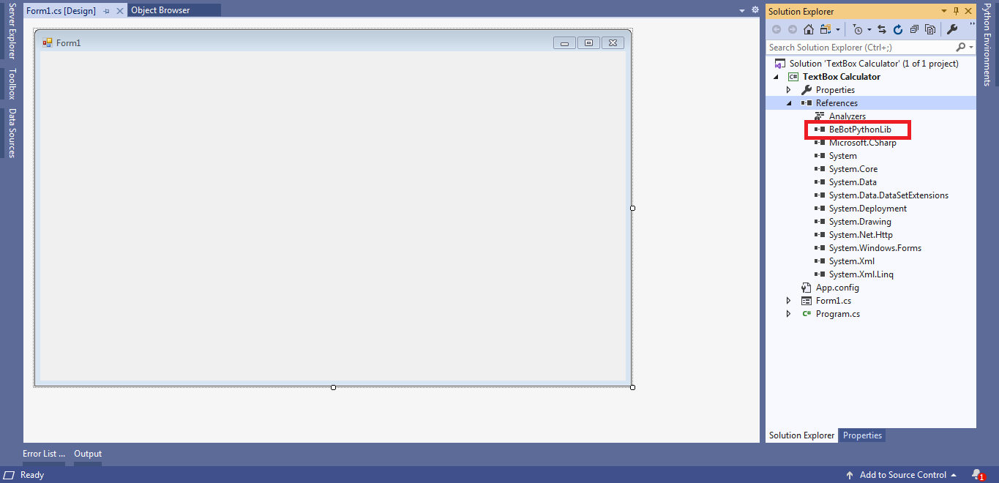 Server Explorer
Toolbox
Data Sources
Form1.cs [Design]
Object Browser
Form1
Solution Explorer
Search Solution Explorer (Ctrl+;)
Solution 'TextBox Calculator' (1 of 1 project)
C# TextBox Calculator
Properties
References
Analyzers
BeBotPythonLib
Microsoft.CSharp
System
System.Core
System.Data
System.Data.DataSetExtensions
System.Deployment
System.Drawing
System.Net.Http
System.Windows.Forms
System.Xml
System.Xml.Linq
App.config
Form1.cs
C# Program.cs
Solution Explorer
Properties
Python Environments
Error List ...
Output
Ready
Add to Source Control
1